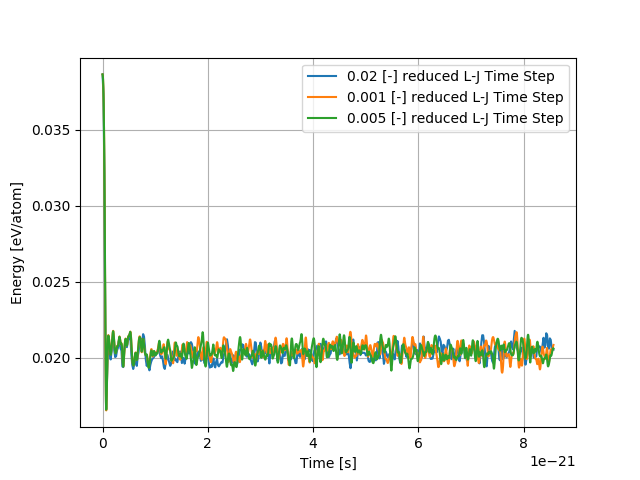 0.02 [-] reduced L-J Time Step
0.001 [-] reduced L-J Time Step
0.005 [-] reduced L-J Time Step
0.035
0.030
0.025
0.020
Energy [eV/atom]
0 2 4 6 8
Time [s]
1e−21